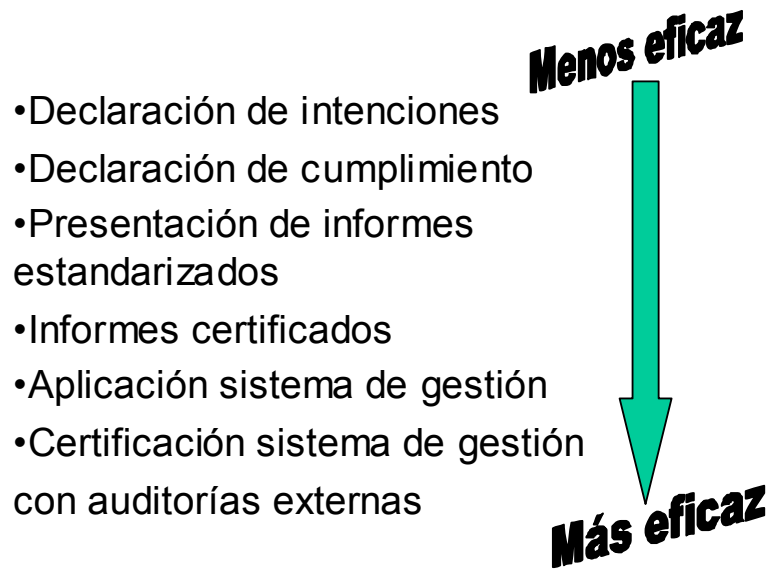 Menos eficaz
•Declaración de intenciones
•Declaración de cumplimiento
•Presentación de informes
estandarizados
•Informes certificados
•Aplicación sistema de gestión
•Certificación sistema de gestión
con auditorías externas
Más eficaz